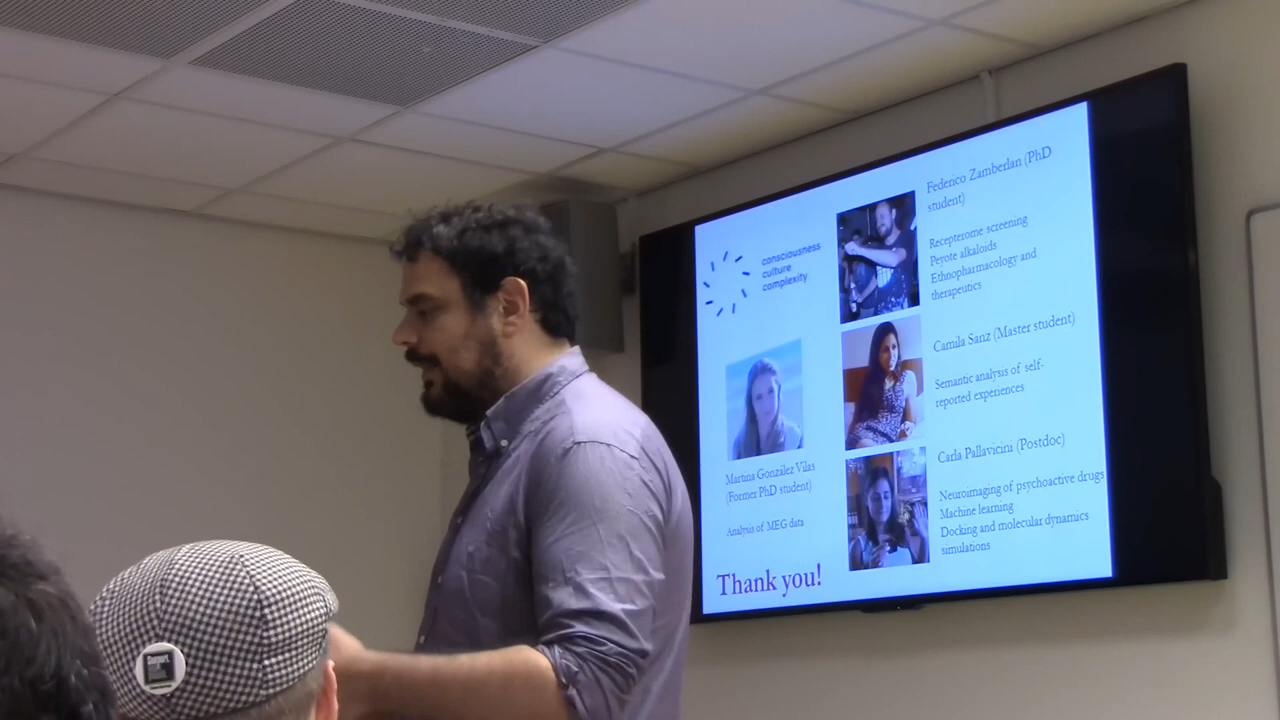 consciousness
culture
complexity
Martina González Vilas
(Former PhD student)
Analysis of MEG data
Thank you!
Federico Zamberlan (PhD
student)
Recepterome screening
Peyote alkaloids
Ethnopharmacology and
therapeutics
Camila Sanz (Master student)
Semantic analysis of self-
reported experiences
Carla Pallavicini (Postdoc)
Neuroimaging of psychoactive drugs
Machine learning
Docking and molecular dynamics
simulations
Support